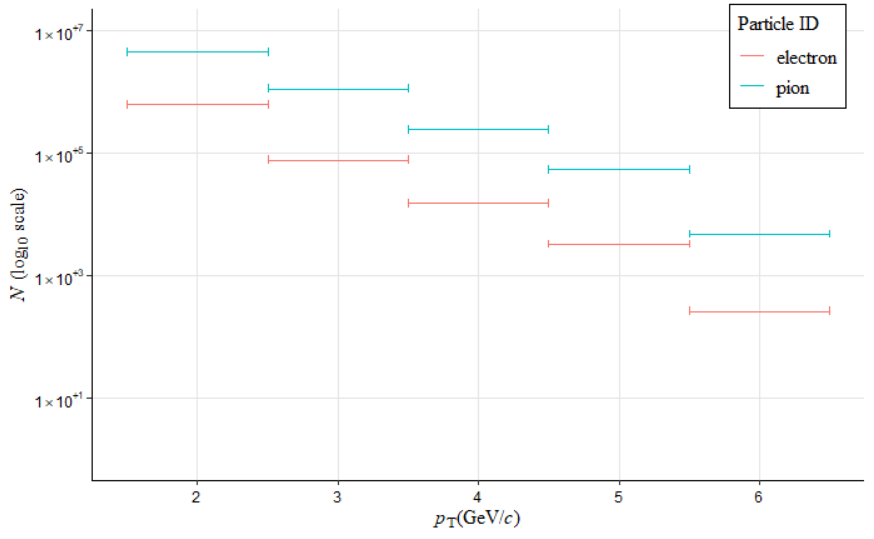 Particle ID
electron
pion
1×10⁺⁷
1×10⁺⁵
1×10⁺³
1×10⁺¹
N (log₁₀ scale)
2 3 4 5 6
p_T(GeV/c)